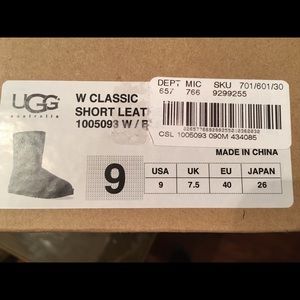 UGG
australia
W CLASSIC
SHORT LEAT
1005093 W / B
DEPT MIC SKU 701/601/30
657 766 9299255
CSL 1005093 090M 434085
MADE IN CHINA
9
USA UK EU JAPAN
9 7.5 40 26